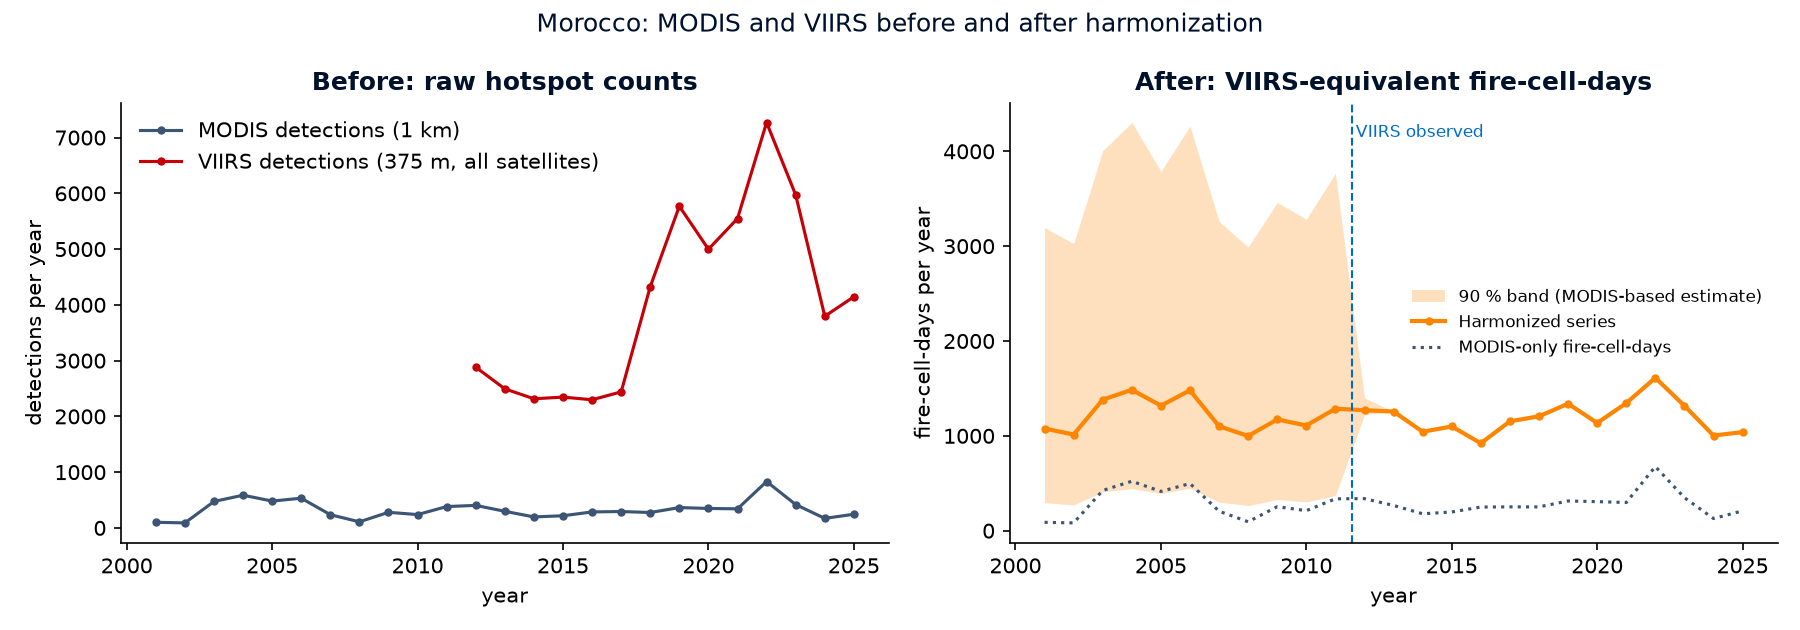 Morocco: MODIS and VIIRS before and after harmonization
Before: raw hotspot counts
MODIS detections (1 km)
VIIRS detections (375 m, all satellites)
detections per year
7000
6000
5000
4000
3000
2000
1000
0
2000
2005
2010
2015
2020
2025
year
After: VIIRS-equivalent fire-cell-days
VIIRS observed
90 % band (MODIS-based estimate)
Harmonized series
MODIS-only fire-cell-days
fire-cell-days per year
4000
3000
2000
1000
0
2000
2005
2010
2015
2020
2025
year